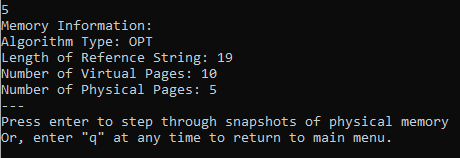 5
Memory Information:
Algorithm Type: OPT
Length of Refernce String: 19
Number of Virtual Pages: 10
Number of Physical Pages: 5
---
Press enter to step through snapshots of physical memory
Or, enter "q" at any time to return to main menu.